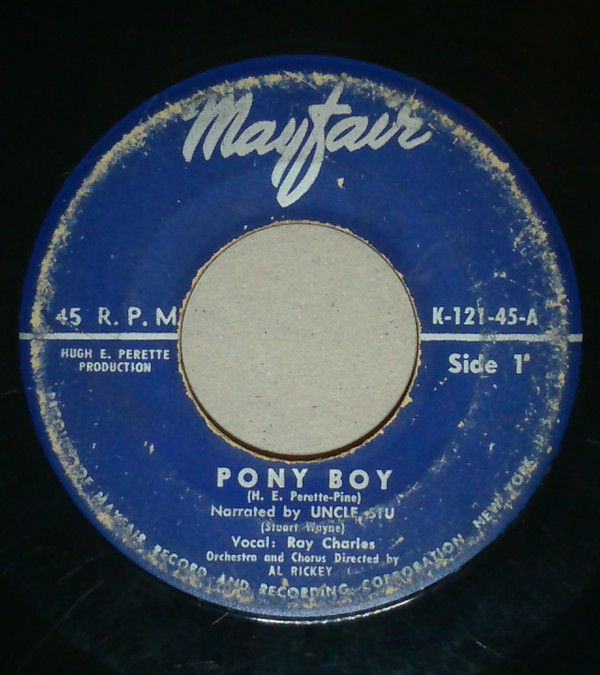 Mayfair
45 R. P. M
K-121-45-A
HUGH E. PERETTE
PRODUCTION
Side 1
PONY BOY
(H. E. Perette-Pine)
Narrated by UNCLE STU
(Stuart Wayne)
Vocal: Ray Charles
Orchestra and Chorus Directed by
AL RICKEY
MAYFAIR RECORD AND RECORDING CORPORATION NEW YORK